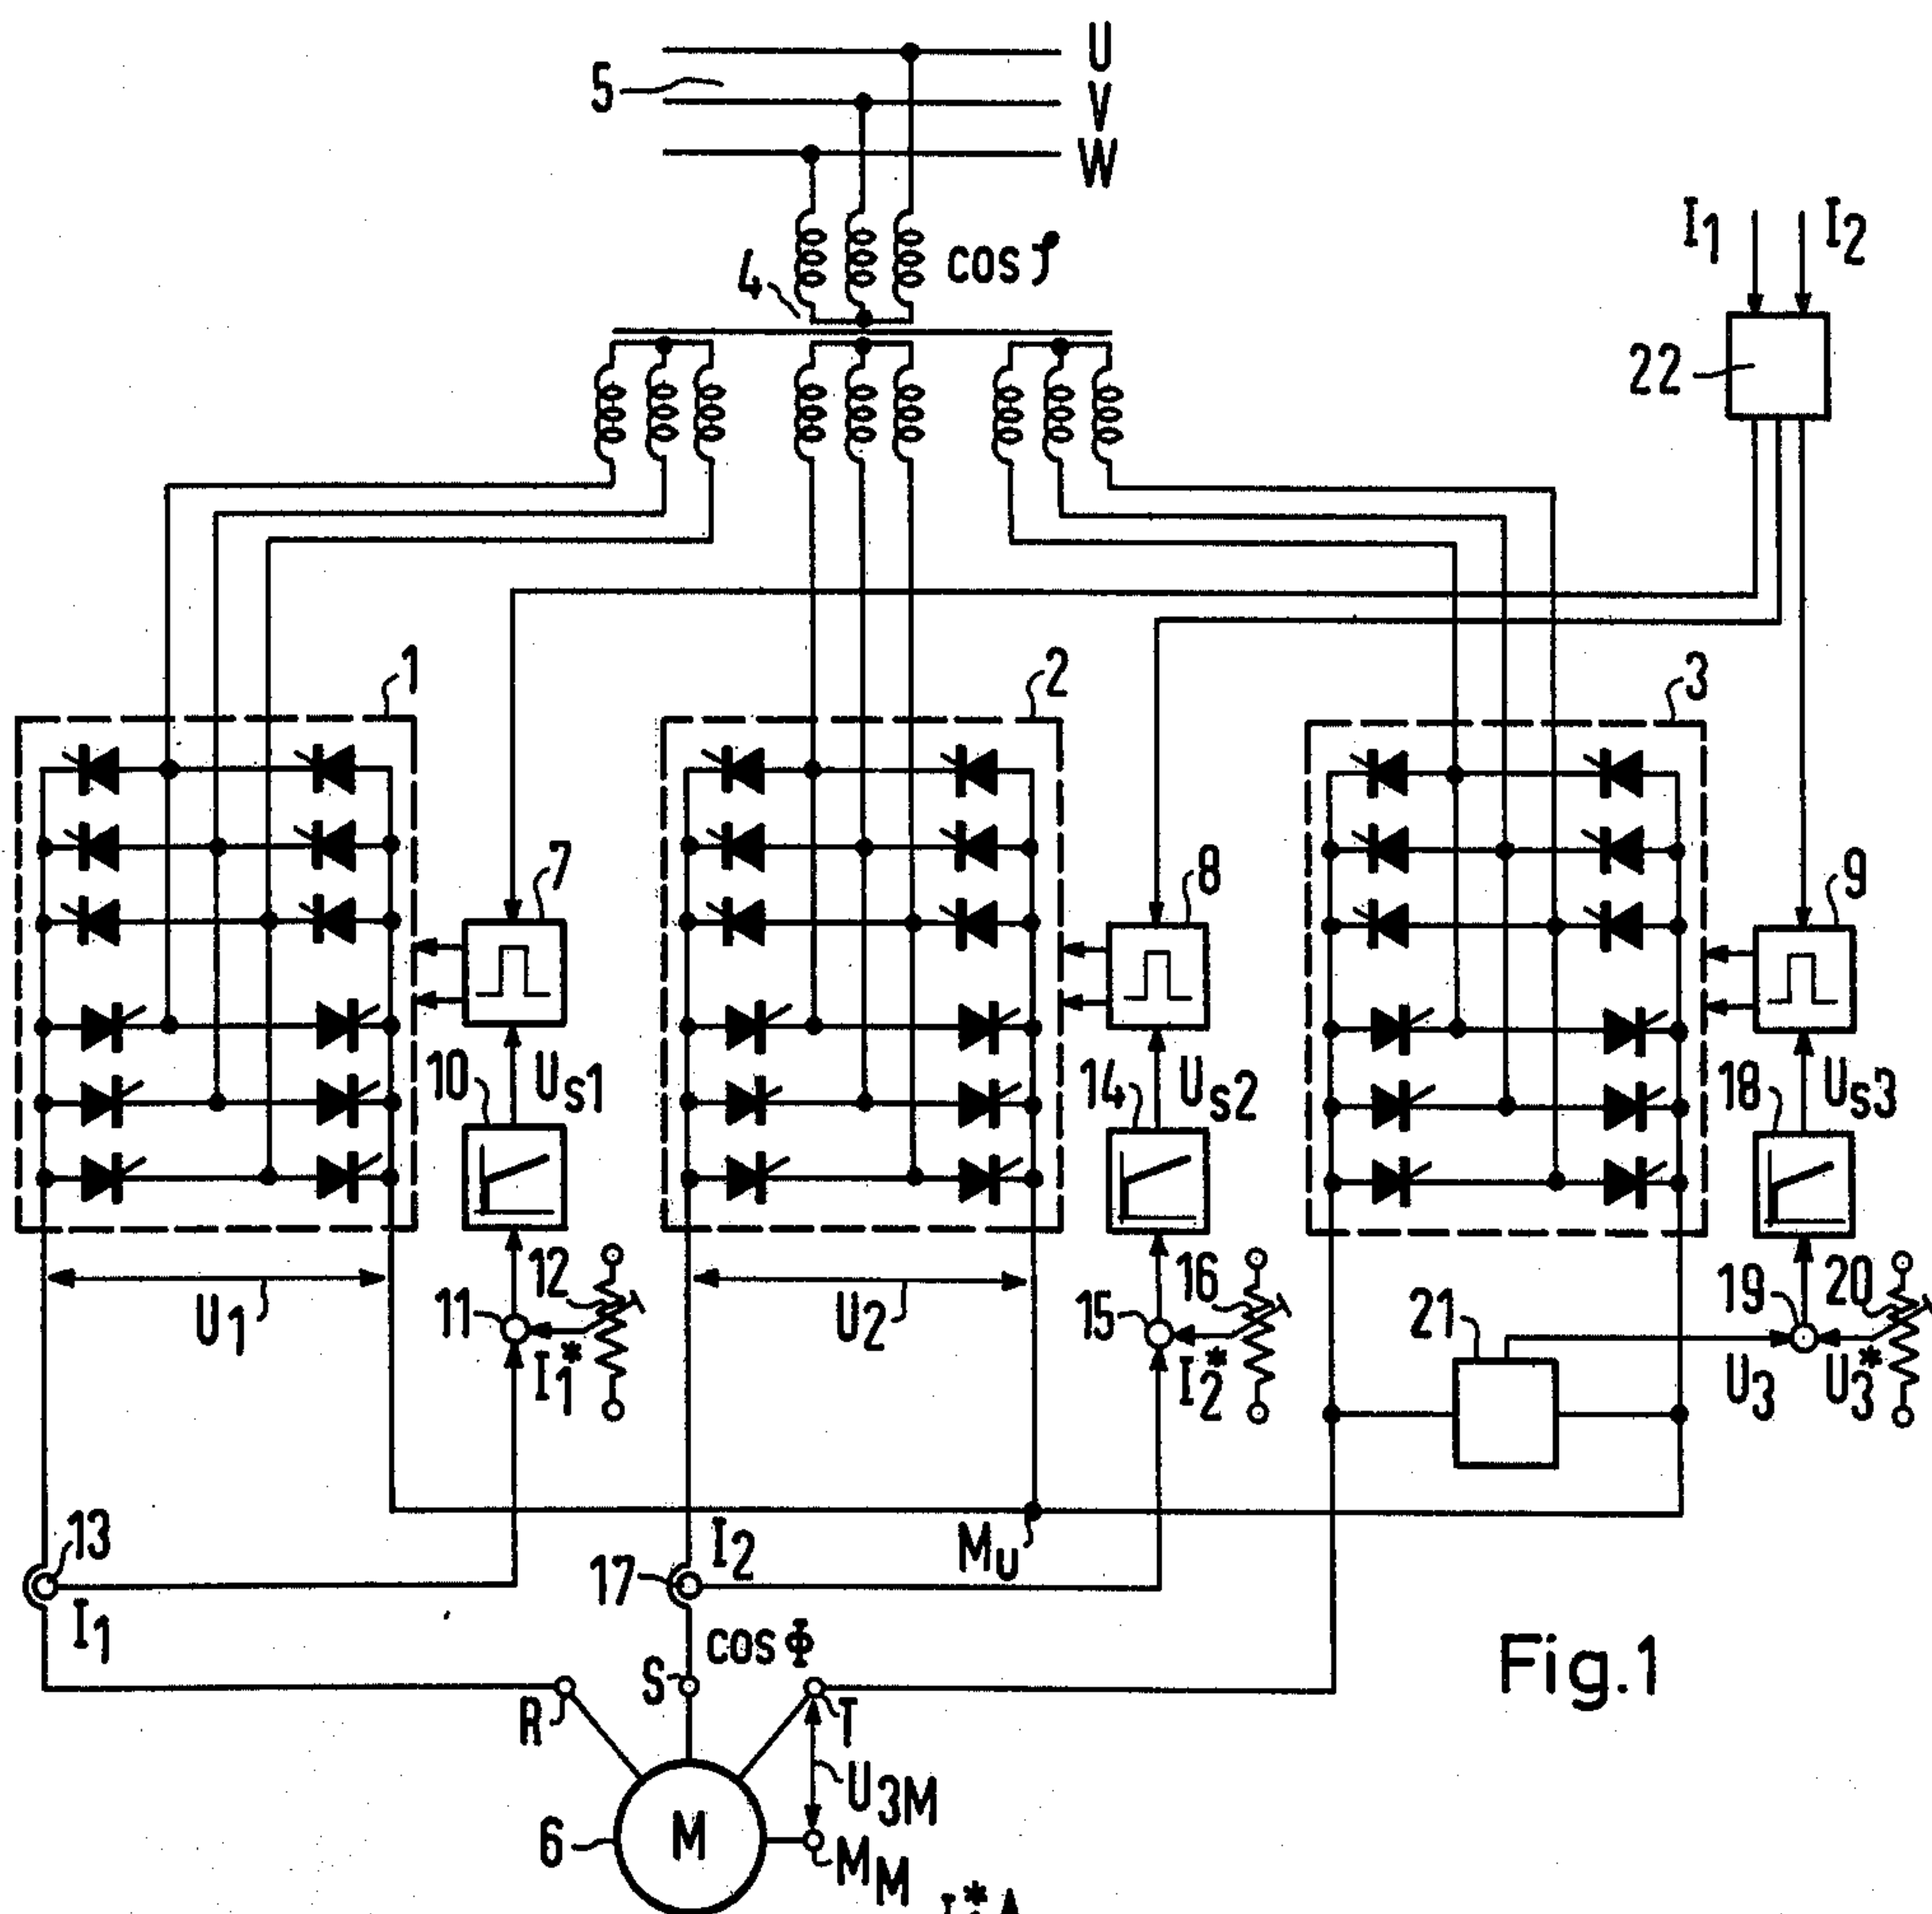 U
5
V
W
I1 I2
4
cos ρ
22
1
2
3
7
8
9
10
Us1
14
Us2
18
Us3
12
16
20
11
15
19
21
U1
U2
I1*
I2*
U3
U3*
13
I2
17
MU
I1
cos Φ
S
R
T
U3M
6
M
MM
Fig.1